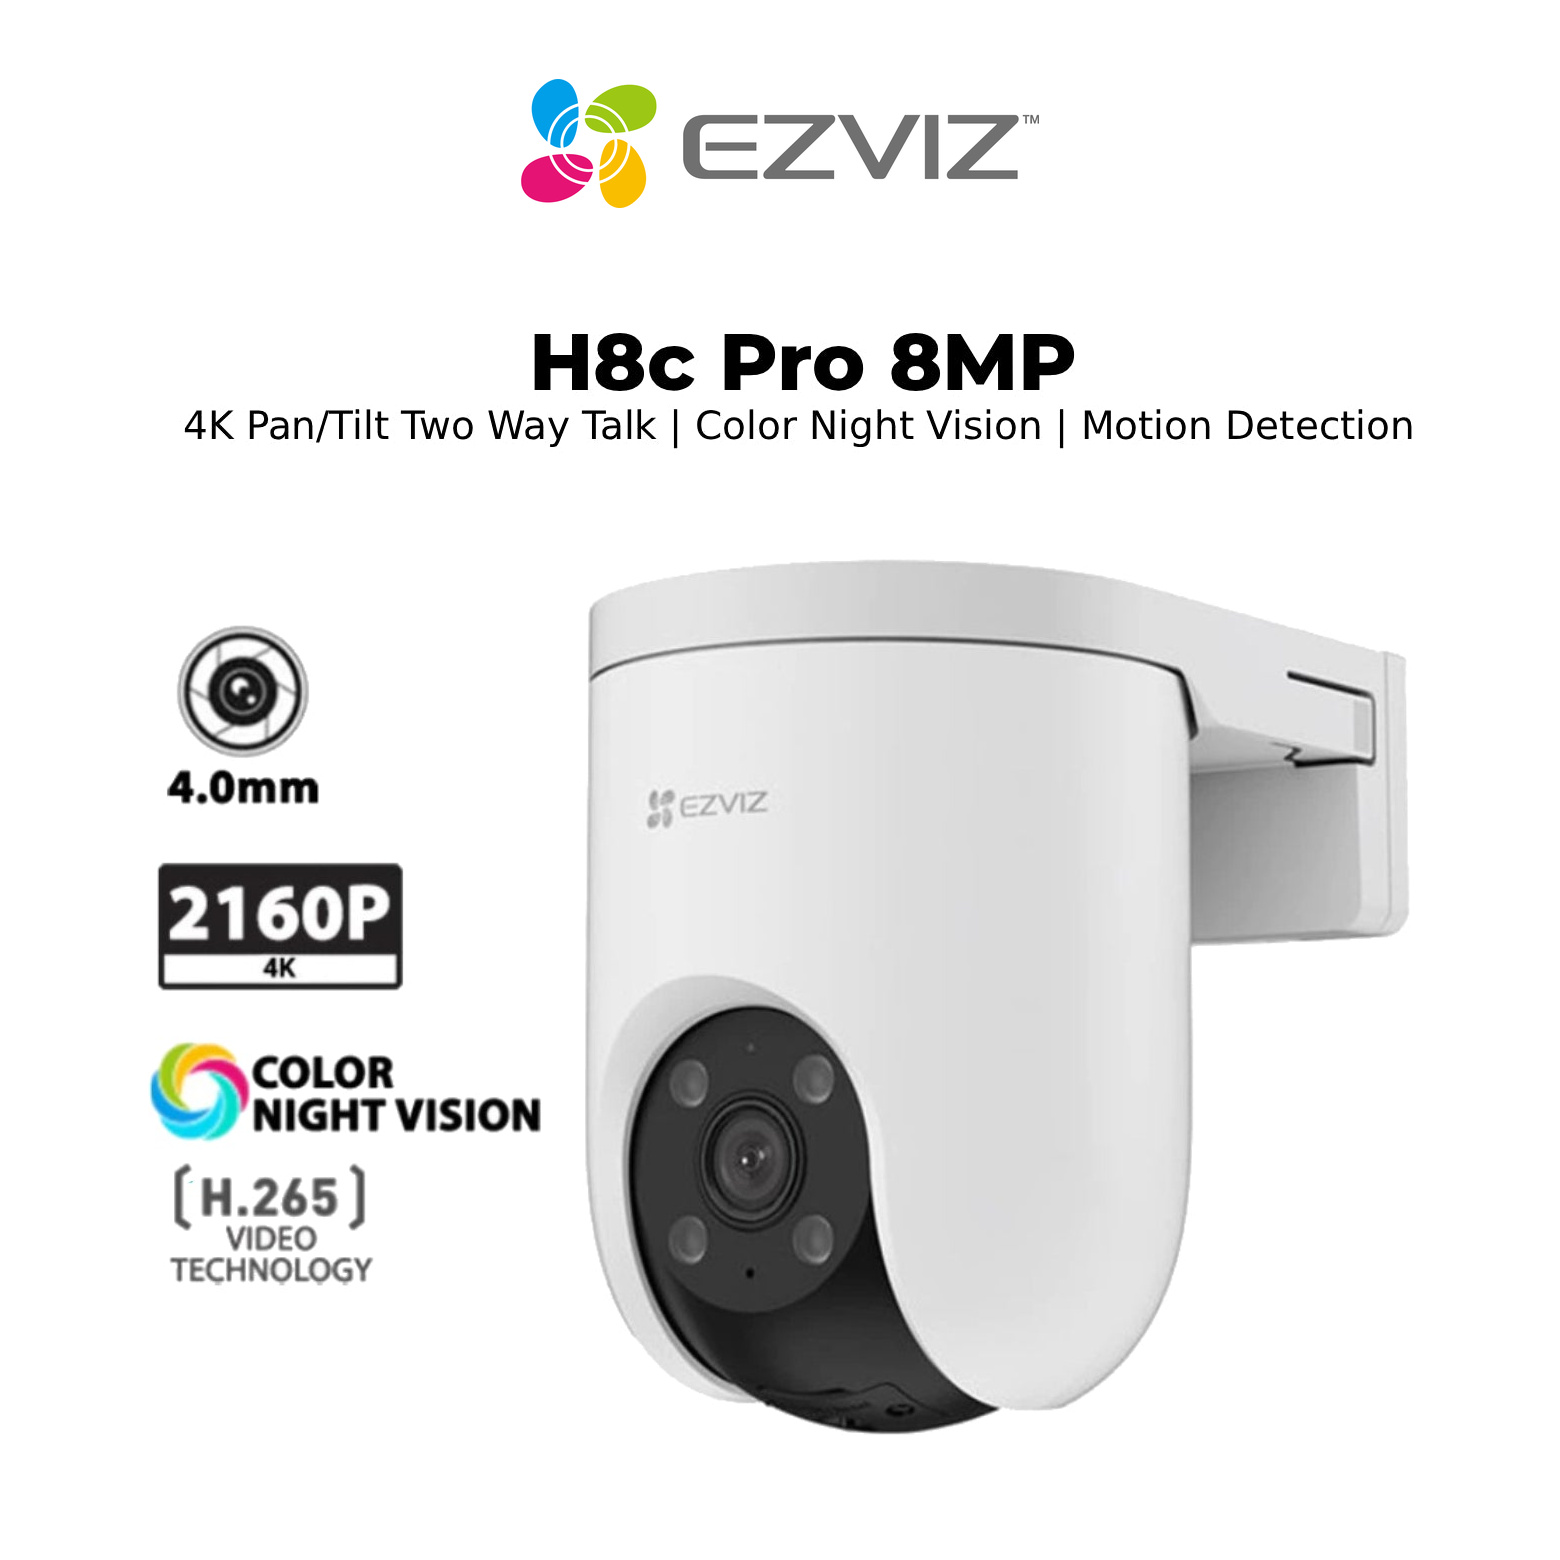 EZVIZ™
H8c Pro 8MP
4K Pan/Tilt Two Way Talk | Color Night Vision | Motion Detection
4.0mm
2160P
4K
COLOR
NIGHT VISION
[H.265]
VIDEO
TECHNOLOGY
EZVIZ